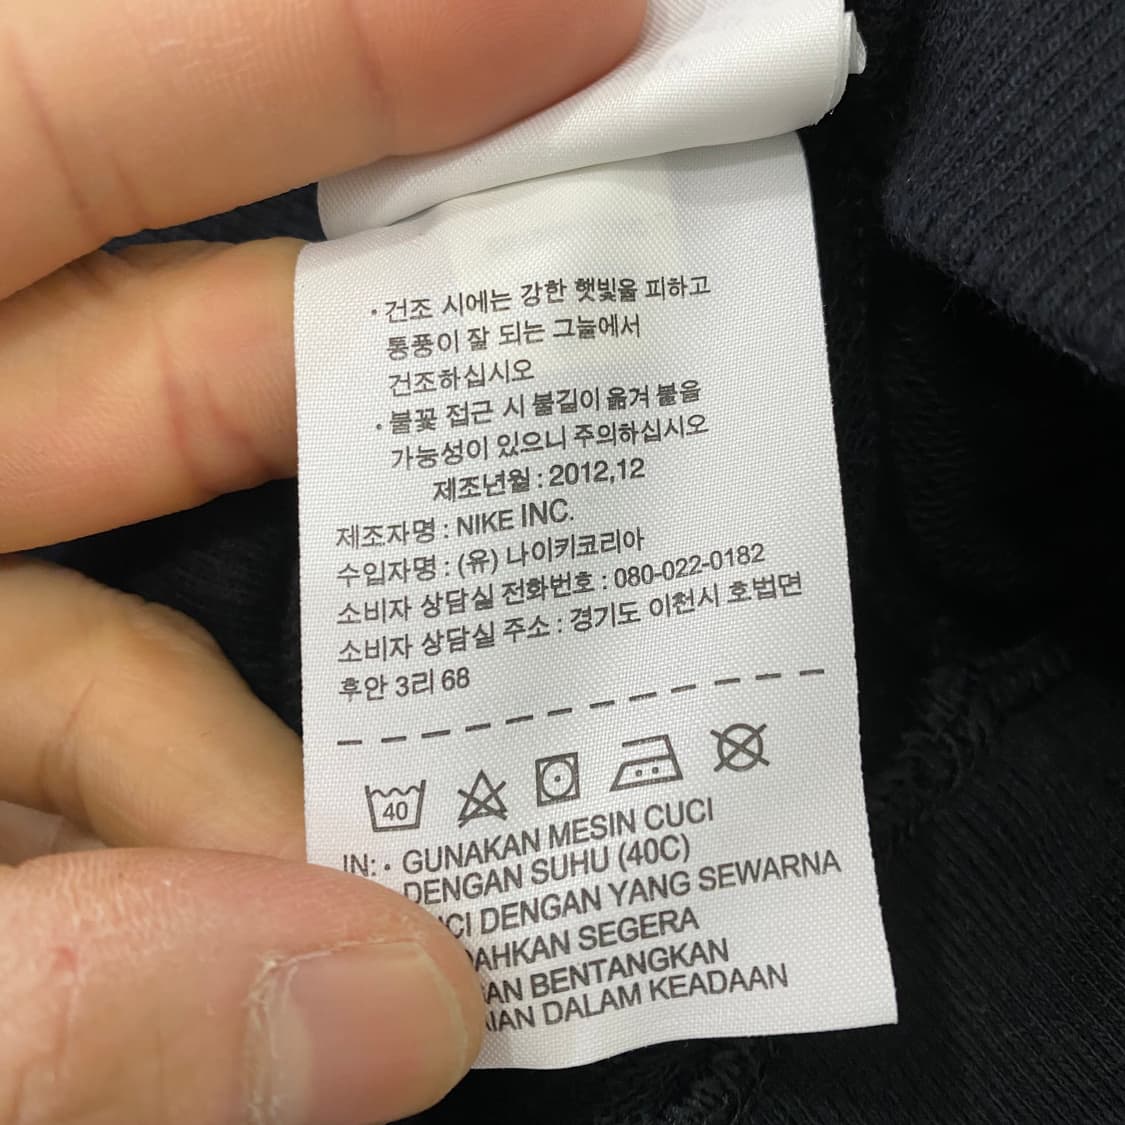 • 건조 시에는 강한 햇빛을 피하고
통풍이 잘 되는 그늘에서
건조하십시오
• 불꽃 접근 시 불길이 옮겨 붙을
가능성이 있으니 주의하십시오
제조년월 : 2012,12
제조자명 : NIKE INC.
수입자명 : (유) 나이키코리아
소비자 상담실 전화번호 : 080-022-0182
소비자 상담실 주소 : 경기도 이천시 호법면
후안 3리 68
40
IN: • GUNAKAN MESIN CUCI
DENGAN SUHU (40C)
DENGAN YANG SEWARNA
SEGERA
BENTANGKAN
DALAM KEADAAN